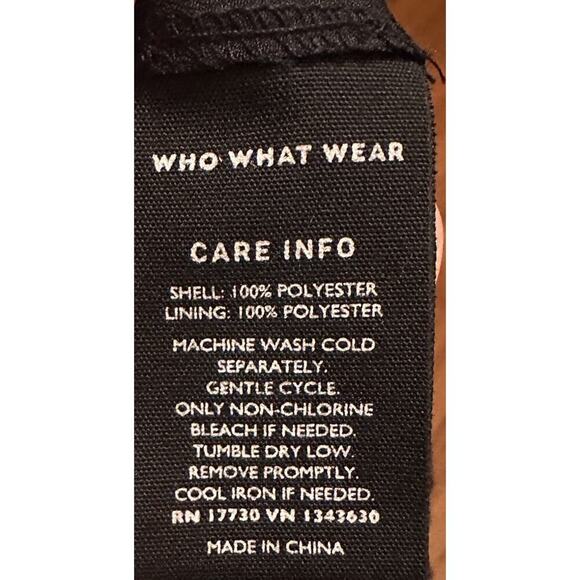 WHO WHAT WEAR
CARE INFO
SHELL: 100% POLYESTER
LINING: 100% POLYESTER
MACHINE WASH COLD
SEPARATELY.
GENTLE CYCLE.
ONLY NON-CHLORINE
BLEACH IF NEEDED.
TUMBLE DRY LOW.
REMOVE PROMPTLY.
COOL IRON IF NEEDED.
RN 17730 VN 1343630
MADE IN CHINA